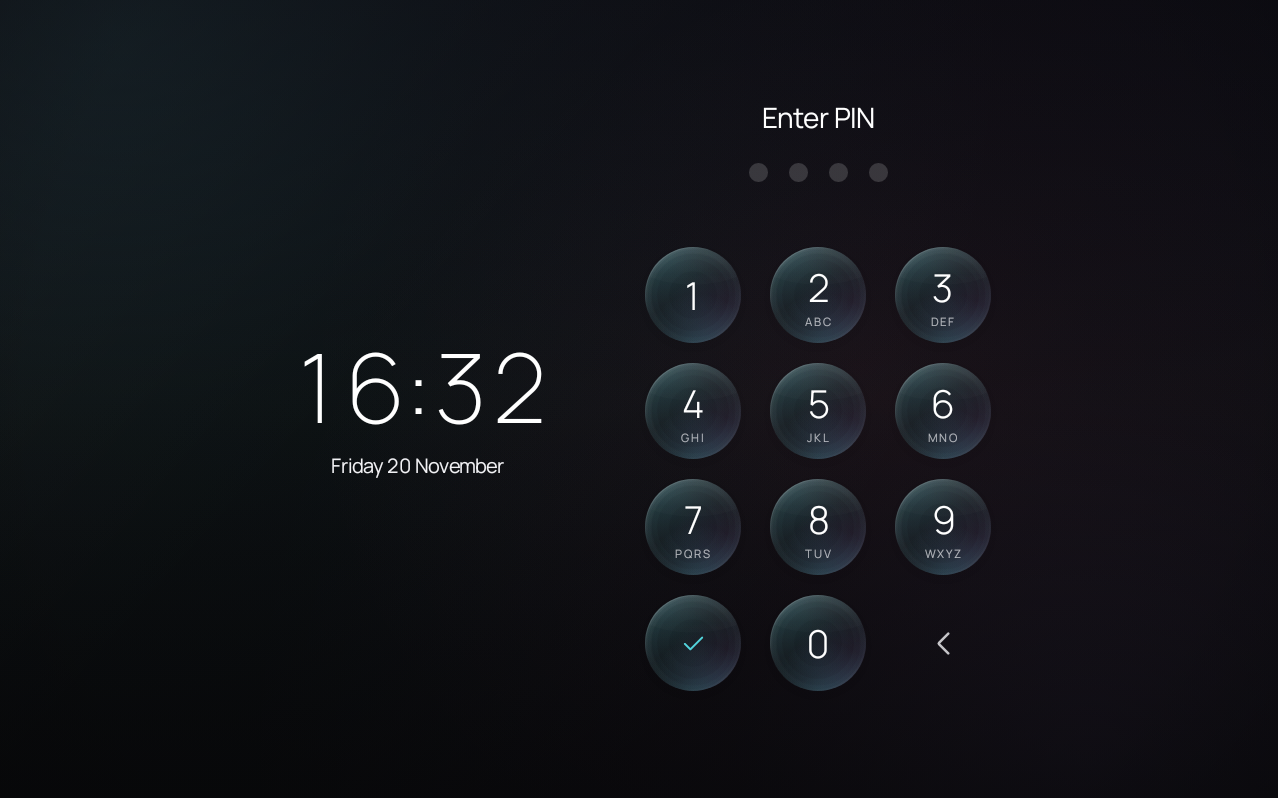 Enter PIN
1
2
ABC
3
DEF
16:32
Friday 20 November
4
GHI
5
JKL
6
MNO
7
PQRS
8
TUV
9
WXYZ
0